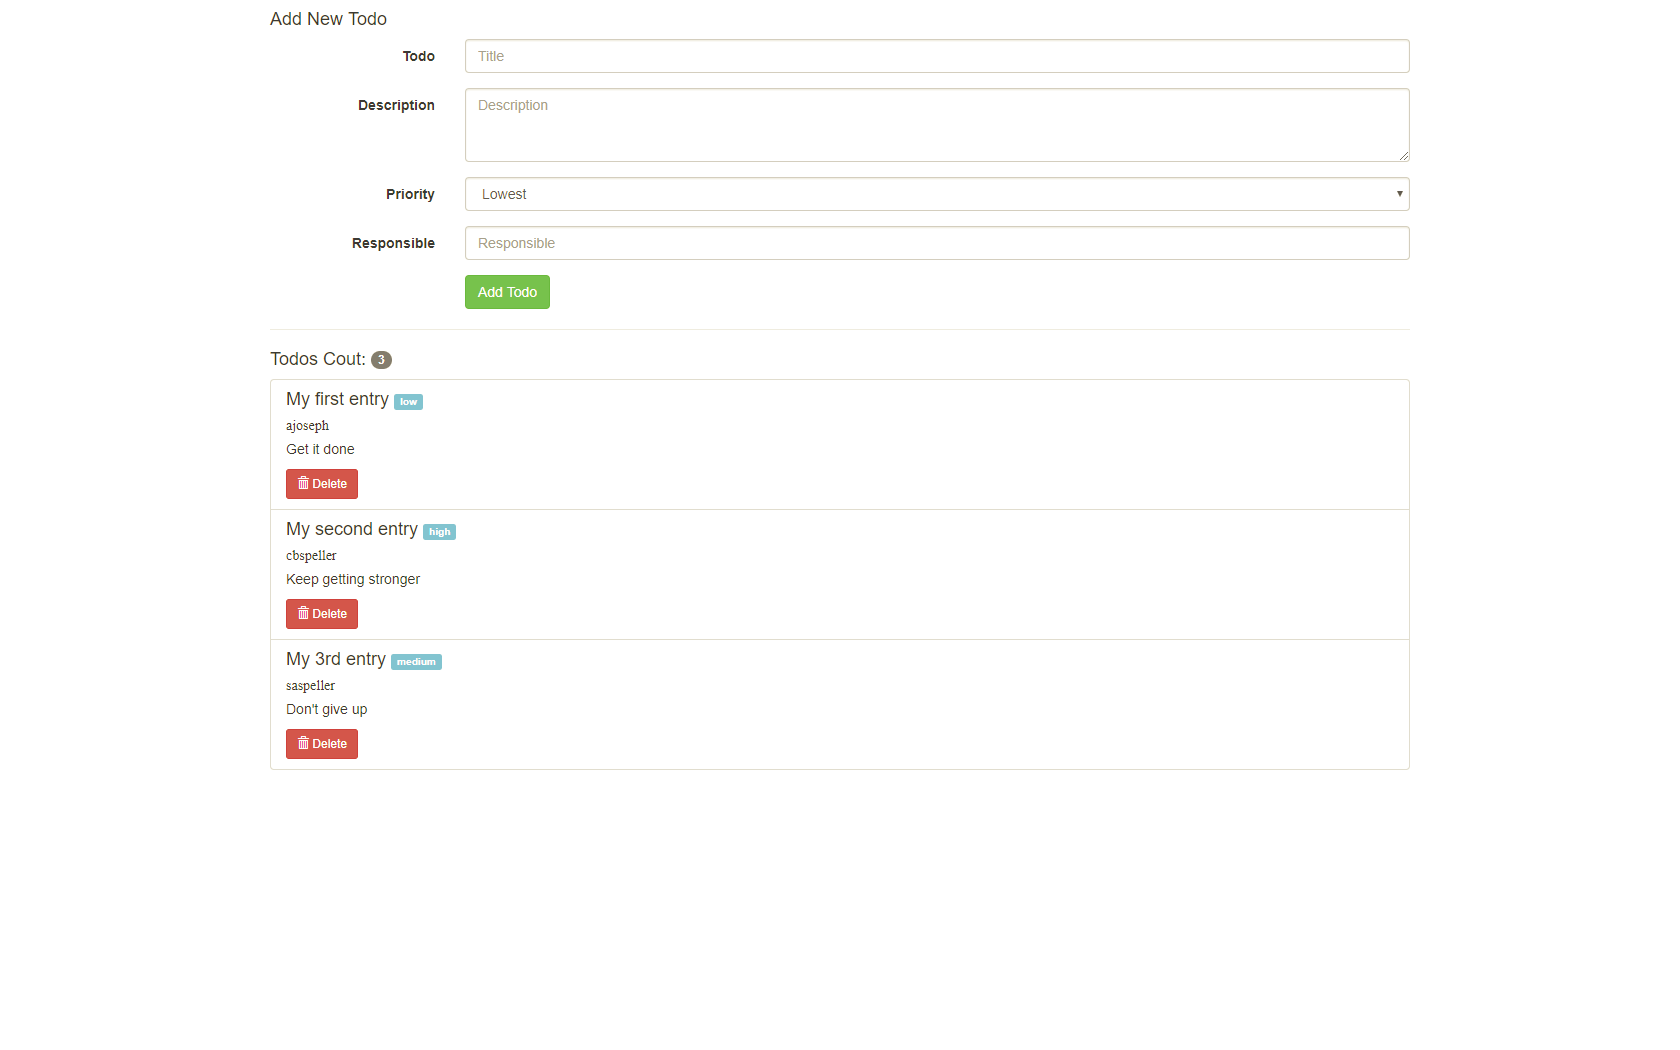 Add New Todo
Todo
Title
Description
Description
Priority
Lowest
Responsible
Responsible
Add Todo
Todos Cout: 3
My first entry low
ajoseph
Get it done
Delete
My second entry high
cbspeller
Keep getting stronger
Delete
My 3rd entry medium
saspeller
Don't give up
Delete